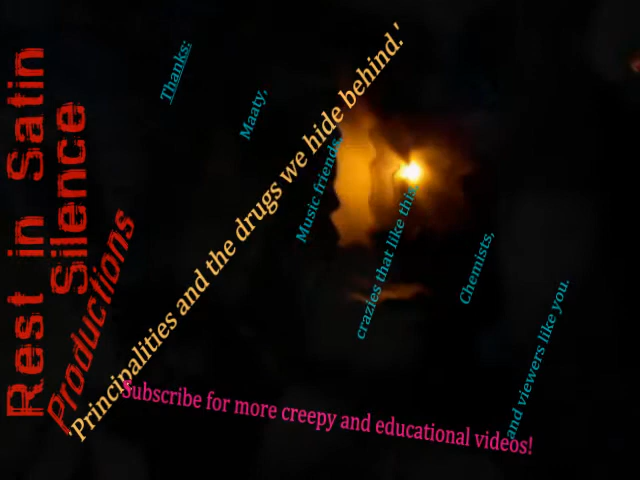 Rest in Satin
Silence
Productions
'Principalities and the drugs we hide behind.'
Thanks:
Maaty,
Music friends,
crazies that like this.
Chemists,
and viewers like you.
Subscribe for more creepy and educational videos!